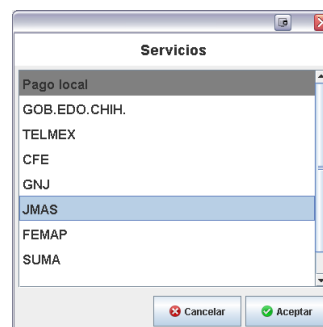 Servicios
Pago local
GOB.EDO.CHIH.
TELMEX
CFE
GNJ
JMAS
FEMAP
SUMA
Cancelar
Aceptar